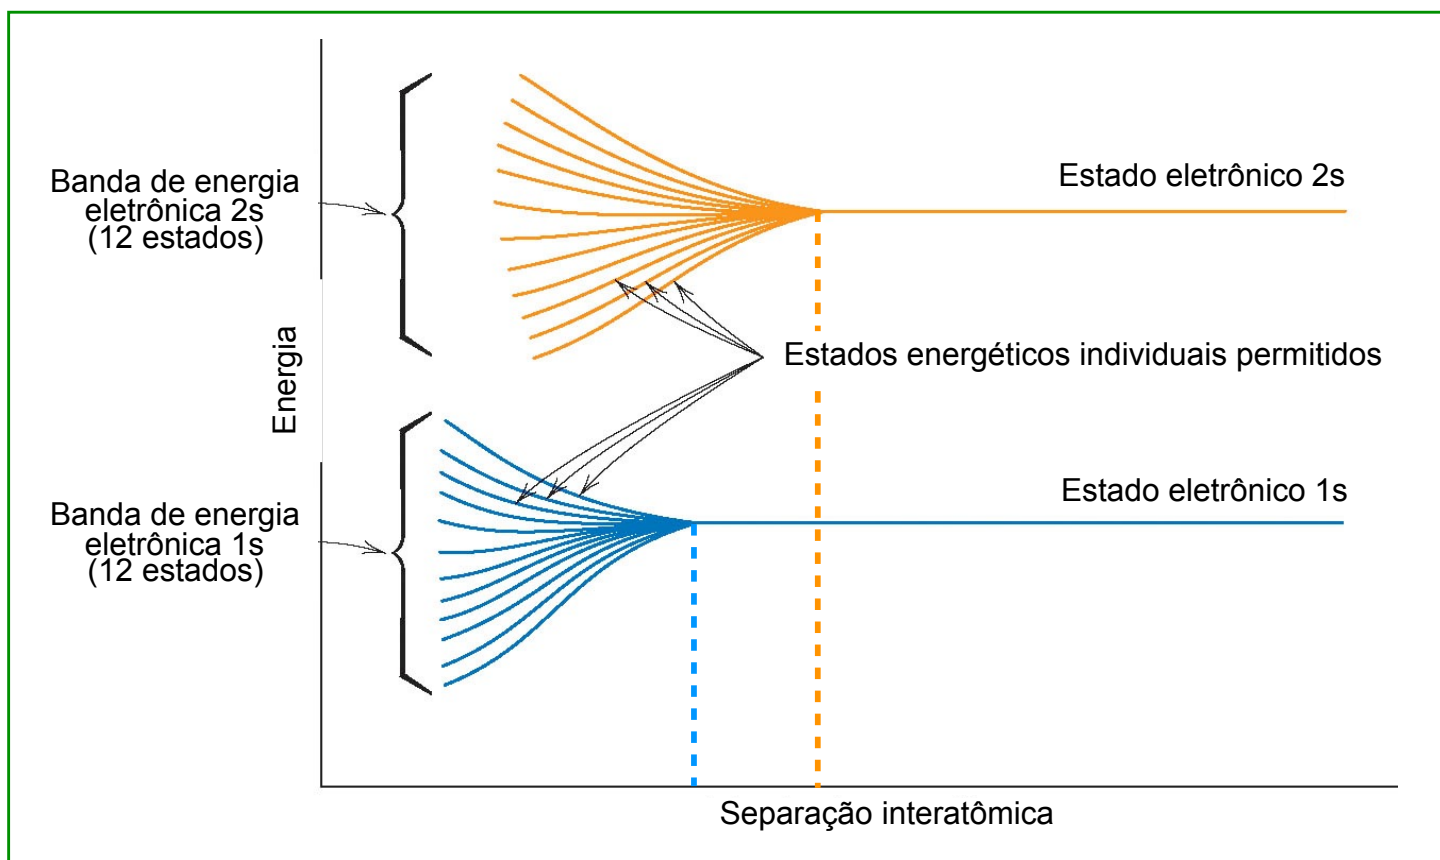 Banda de energia
eletrônica 2s
(12 estados)
Estado eletrônico 2s
Energia
Estados energéticos individuais permitidos
Banda de energia
eletrônica 1s
(12 estados)
Estado eletrônico 1s
Separação interatômica